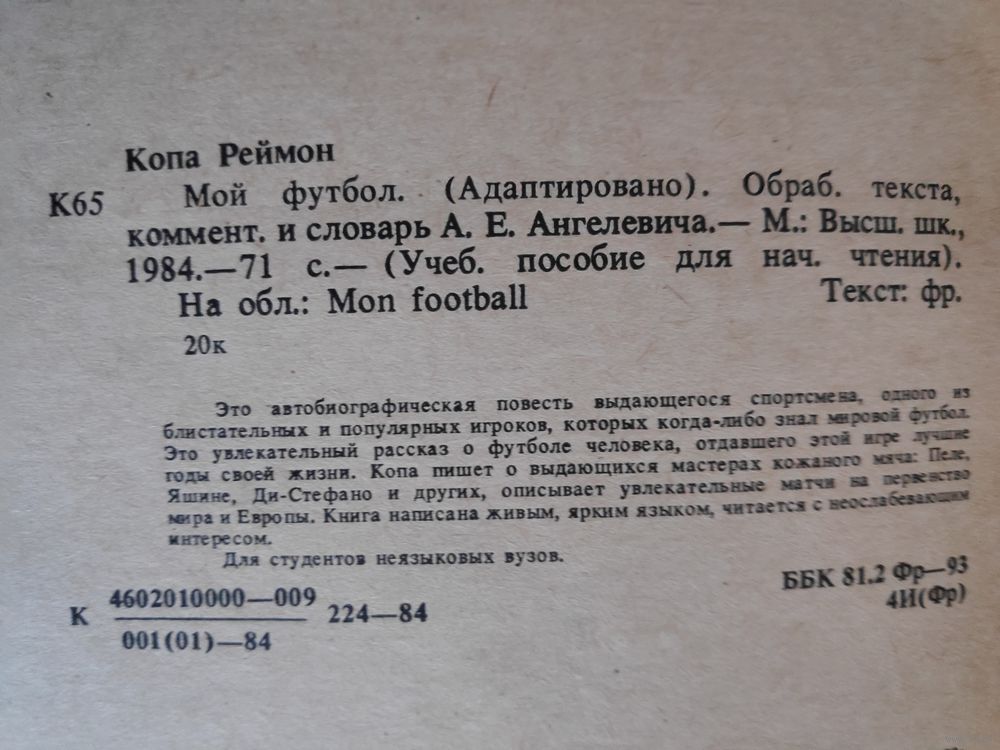 Копа Реймон
К65 Мой футбол. (Адаптировано). Обраб. текста,
коммент. и словарь А. Е. Ангелевича.— М.: Высш. шк.,
1984.—71 с.— (Учеб. пособие для нач. чтения).
На обл.: Mon football Текст: фр.
20к
Это автобиографическая повесть выдающегося спортсмена, одного из
блистательных и популярных игроков, которых когда-либо знал мировой футбол.
Это увлекательный рассказ о футболе человека, отдавшего этой игре лучшие
годы своей жизни. Копа пишет о выдающихся мастерах кожаного мяча: Пеле,
Яшине, Ди-Стефано и других, описывает увлекательные матчи на первенство
мира и Европы. Книга написана живым, ярким языком, читается с неослабевающим
интересом.
Для студентов неязыковых вузов.
К 4602010000—009 224—84
001(01)—84
ББК 81.2 Фр—93
4И(Фр)